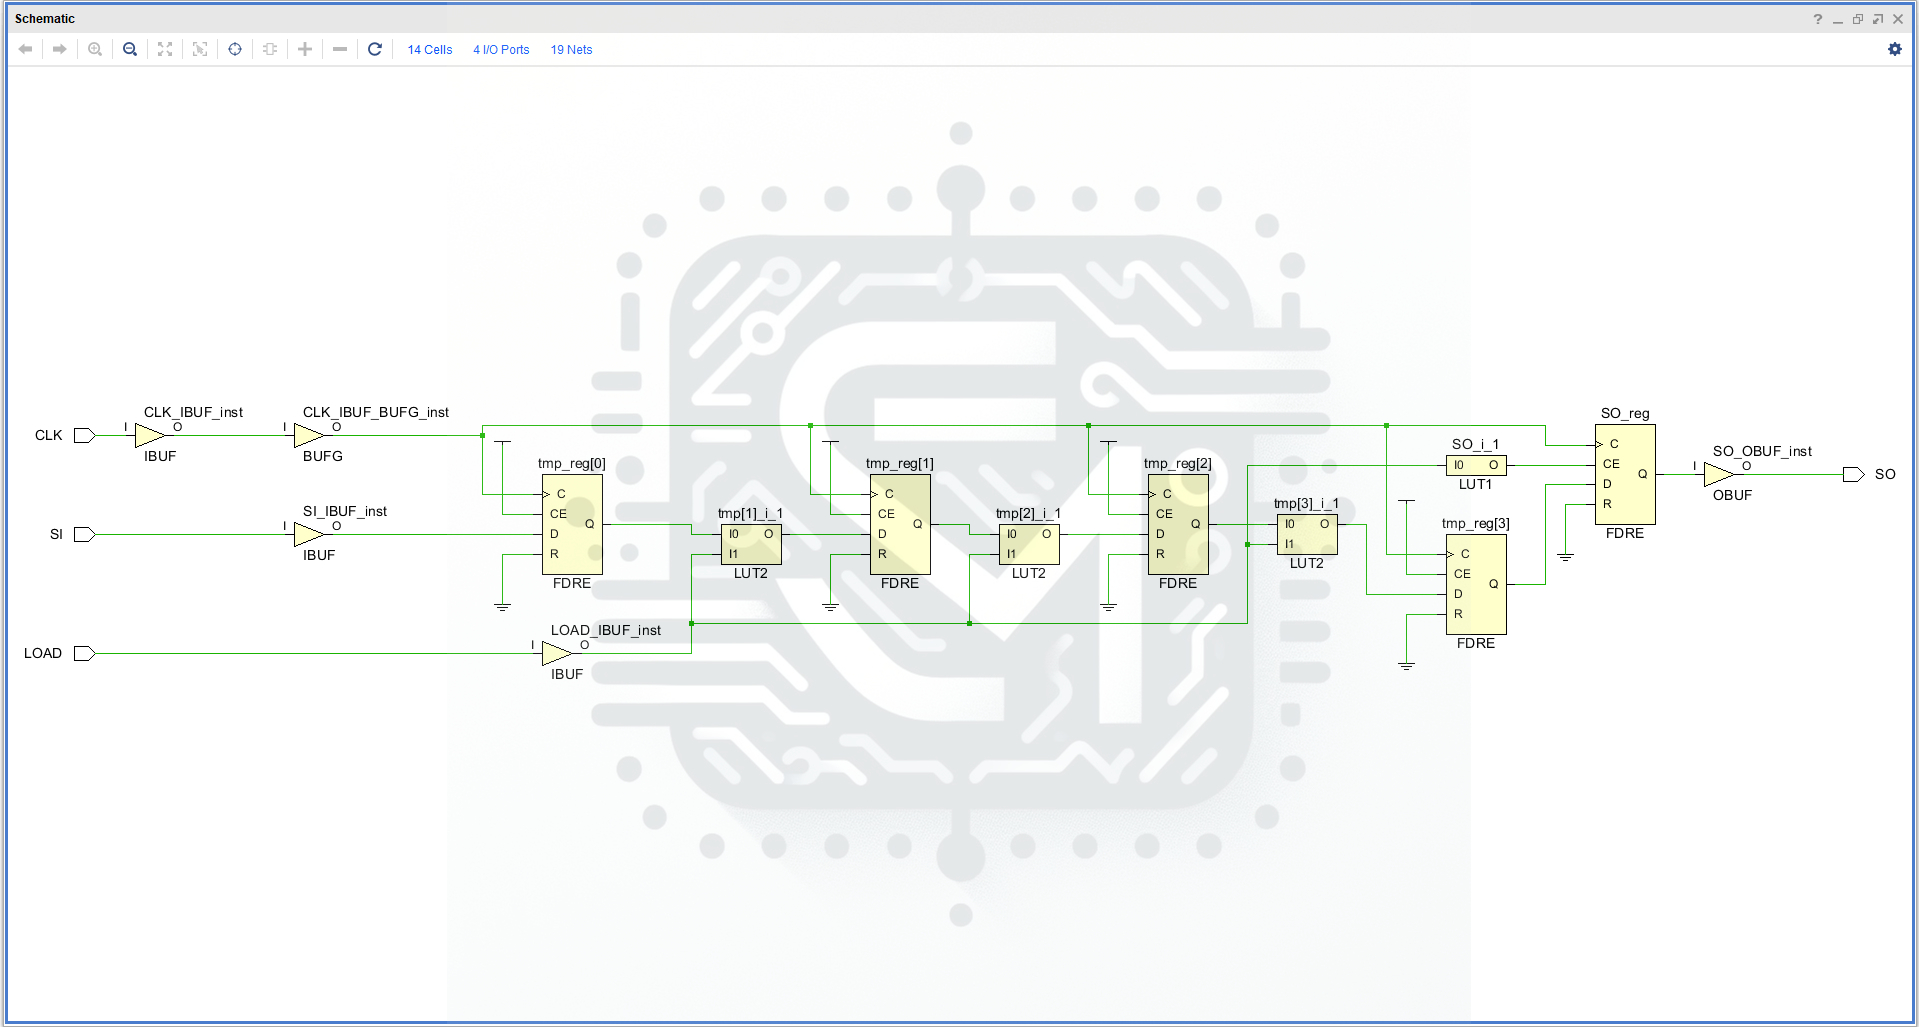 Schematic
14 Cells 4 I/O Ports 19 Nets
CLK
CLK_IBUF_inst
I O
IBUF
CLK_IBUF_BUFG_inst
I O
BUFG
SI
SI_IBUF_inst
I O
IBUF
LOAD
LOAD_IBUF_inst
I O
IBUF
tmp_reg[0]
C
CE
D
R
Q
FDRE
tmp[1]_i_1
I0 O
I1
LUT2
tmp_reg[1]
C
CE
D
R
Q
FDRE
tmp[2]_i_1
I0 O
I1
LUT2
tmp_reg[2]
C
CE
D
R
Q
FDRE
tmp[3]_i_1
I0 O
I1
LUT2
SO_i_1
I0 O
LUT1
tmp_reg[3]
C
CE
D
R
Q
FDRE
SO_reg
C
CE
D
R
Q
FDRE
SO_OBUF_inst
I O
OBUF
SO